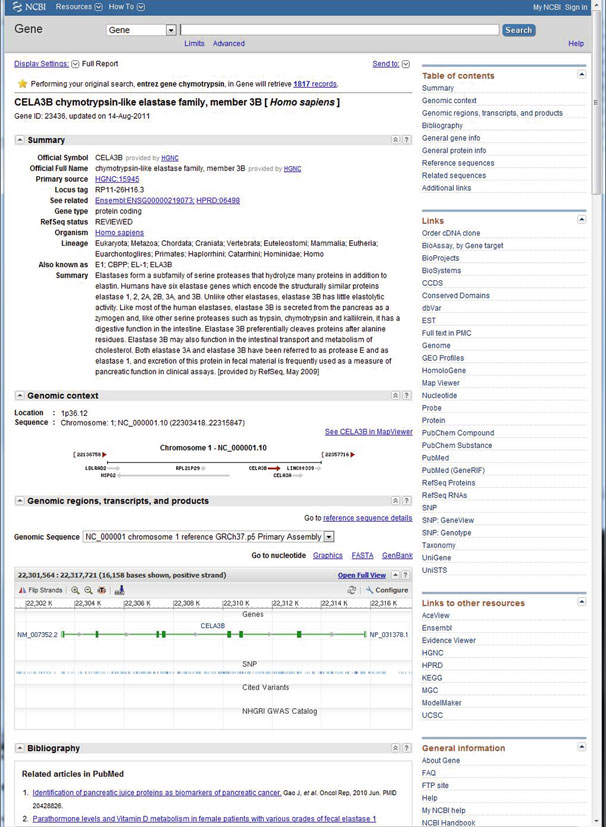 NCBI Resources How To My NCBI Sign In
Gene Gene Search
Limits Advanced Help
Display Settings: Full Report Send to:
Performing your original search, entrez gene chymotrypsin, in Gene will retrieve 1817 records.
CELA3B chymotrypsin-like elastase family, member 3B [ Homo sapiens ]
Gene ID: 23436, updated on 14-Aug-2011
Summary
Official Symbol CELA3B provided by HGNC
Official Full Name chymotrypsin-like elastase family, member 3B provided by HGNC
Primary source HGNC:15945
Locus tag RP11-26H16.3
See related Ensembl:ENSG00000219073; HPRD:06498
Gene type protein coding
RefSeq status REVIEWED
Organism Homo sapiens
Lineage Eukaryota; Metazoa; Chordata; Craniata; Vertebrata; Euteleostomi; Mammalia; Eutheria;
Euarchontoglires; Primates; Haplorrhini; Catarrhini; Hominidae; Homo
Also known as E1; CBPP; EL-1; ELA3B
Summary Elastases form a subfamily of serine proteases that hydrolyze many proteins in addition to
elastin. Humans have six elastase genes which encode the structurally similar proteins
elastase 1, 2, 2A, 2B, 3A, and 3B. Unlike other elastases, elastase 3B has little elastolytic
activity. Like most of the human elastases, elastase 3B is secreted from the pancreas as a
zymogen and, like other serine proteases such as trypsin, chymotrypsin and kallikrein, it has a
digestive function in the intestine. Elastase 3B preferentially cleaves proteins after alanine
residues. Elastase 3B may also function in the intestinal transport and metabolism of
cholesterol. Both elastase 3A and elastase 3B have been referred to as protease E and as
elastase 1, and excretion of this protein in fecal material is frequently used as a measure of
pancreatic function in clinical assays. [provided by RefSeq, May 2009]
Genomic context
Location : 1p36.12
Sequence : Chromosome: 1; NC_000001.10 (22303418..22315847)
See CELA3B in MapViewer
Chromosome 1 - NC_000001.10
[ 22138758 22357716 ]
LDLRAD2 RPL21P29 CELA3B LINC00339
HSPG2 CELA3A
Genomic regions, transcripts, and products
Go to reference sequence details
Genomic Sequence NC_000001 chromosome 1 reference GRCh37.p5 Primary Assembly
Go to nucleotide Graphics FASTA GenBank
22,301,564 : 22,317,721 (16,158 bases shown, positive strand) Open Full View
Flip Strands Configure
22,302 K 22,304 K 22,306 K 22,308 K 22,310 K 22,312 K 22,314 K 22,316 K
Genes
CELA3B
NM_007352.2 NP_031378.1
SNP
Cited Variants
NHGRI GWAS Catalog
Bibliography
Related articles in PubMed
1. Identification of pancreatic juice proteins as biomarkers of pancreatic cancer. Gao J, et al. Oncol Rep, 2010 Jun. PMID
20428826.
2. Parathormone levels and Vitamin D metabolism in female patients with various grades of fecal elastase 1
Table of contents
Summary
Genomic context
Genomic regions, transcripts, and products
Bibliography
General gene info
General protein info
Reference sequences
Related sequences
Additional links
Links
Order cDNA clone
BioAssay, by Gene target
BioProjects
BioSystems
CCDS
Conserved Domains
dbVar
EST
Full text in PMC
Genome
GEO Profiles
HomoloGene
Map Viewer
Nucleotide
Probe
Protein
PubChem Compound
PubChem Substance
PubMed
PubMed (GeneRIF)
RefSeq Proteins
RefSeq RNAs
SNP
SNP: GeneView
SNP: Genotype
Taxonomy
UniGene
UniSTS
Links to other resources
AceView
Ensembl
Evidence Viewer
HGNC
HPRD
KEGG
MGC
ModelMaker
UCSC
General information
About Gene
FAQ
FTP site
Help
My NCBI help
NCBI Handbook